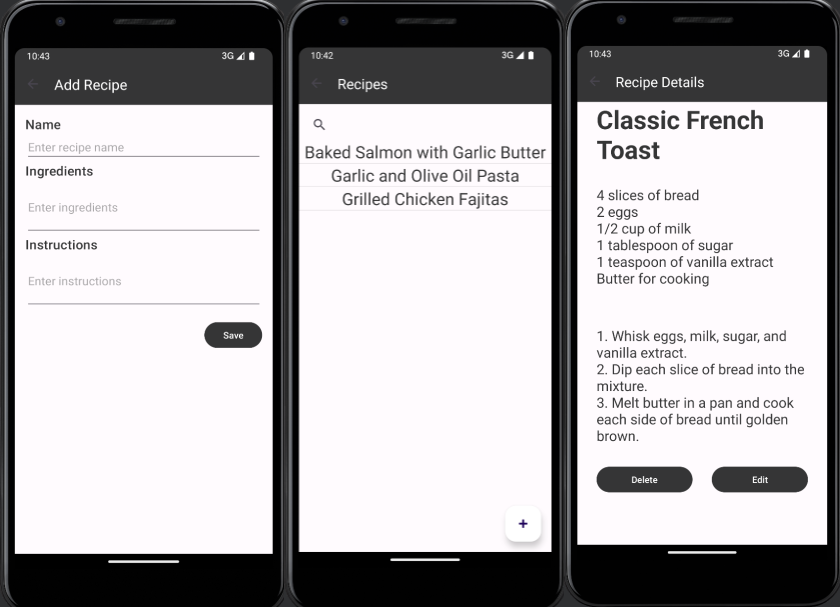 10:43
3G
Add Recipe
Name
Enter recipe name
Ingredients
Enter ingredients
Instructions
Enter instructions
Save
10:42
3G
Recipes
Baked Salmon with Garlic Butter
Garlic and Olive Oil Pasta
Grilled Chicken Fajitas
+
10:43
3G
Recipe Details
Classic French
Toast
4 slices of bread
2 eggs
1/2 cup of milk
1 tablespoon of sugar
1 teaspoon of vanilla extract
Butter for cooking
1. Whisk eggs, milk, sugar, and
vanilla extract.
2. Dip each slice of bread into the
mixture.
3. Melt butter in a pan and cook
each side of bread until golden
brown.
Delete
Edit